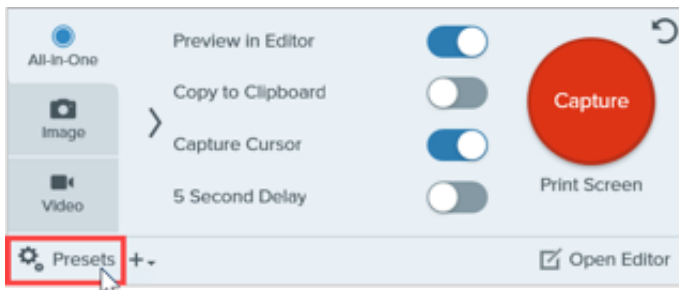 All-in-One
Image
Video
Preview in Editor
Copy to Clipboard
Capture Cursor
5 Second Delay
Capture
Print Screen
Presets
Open Editor